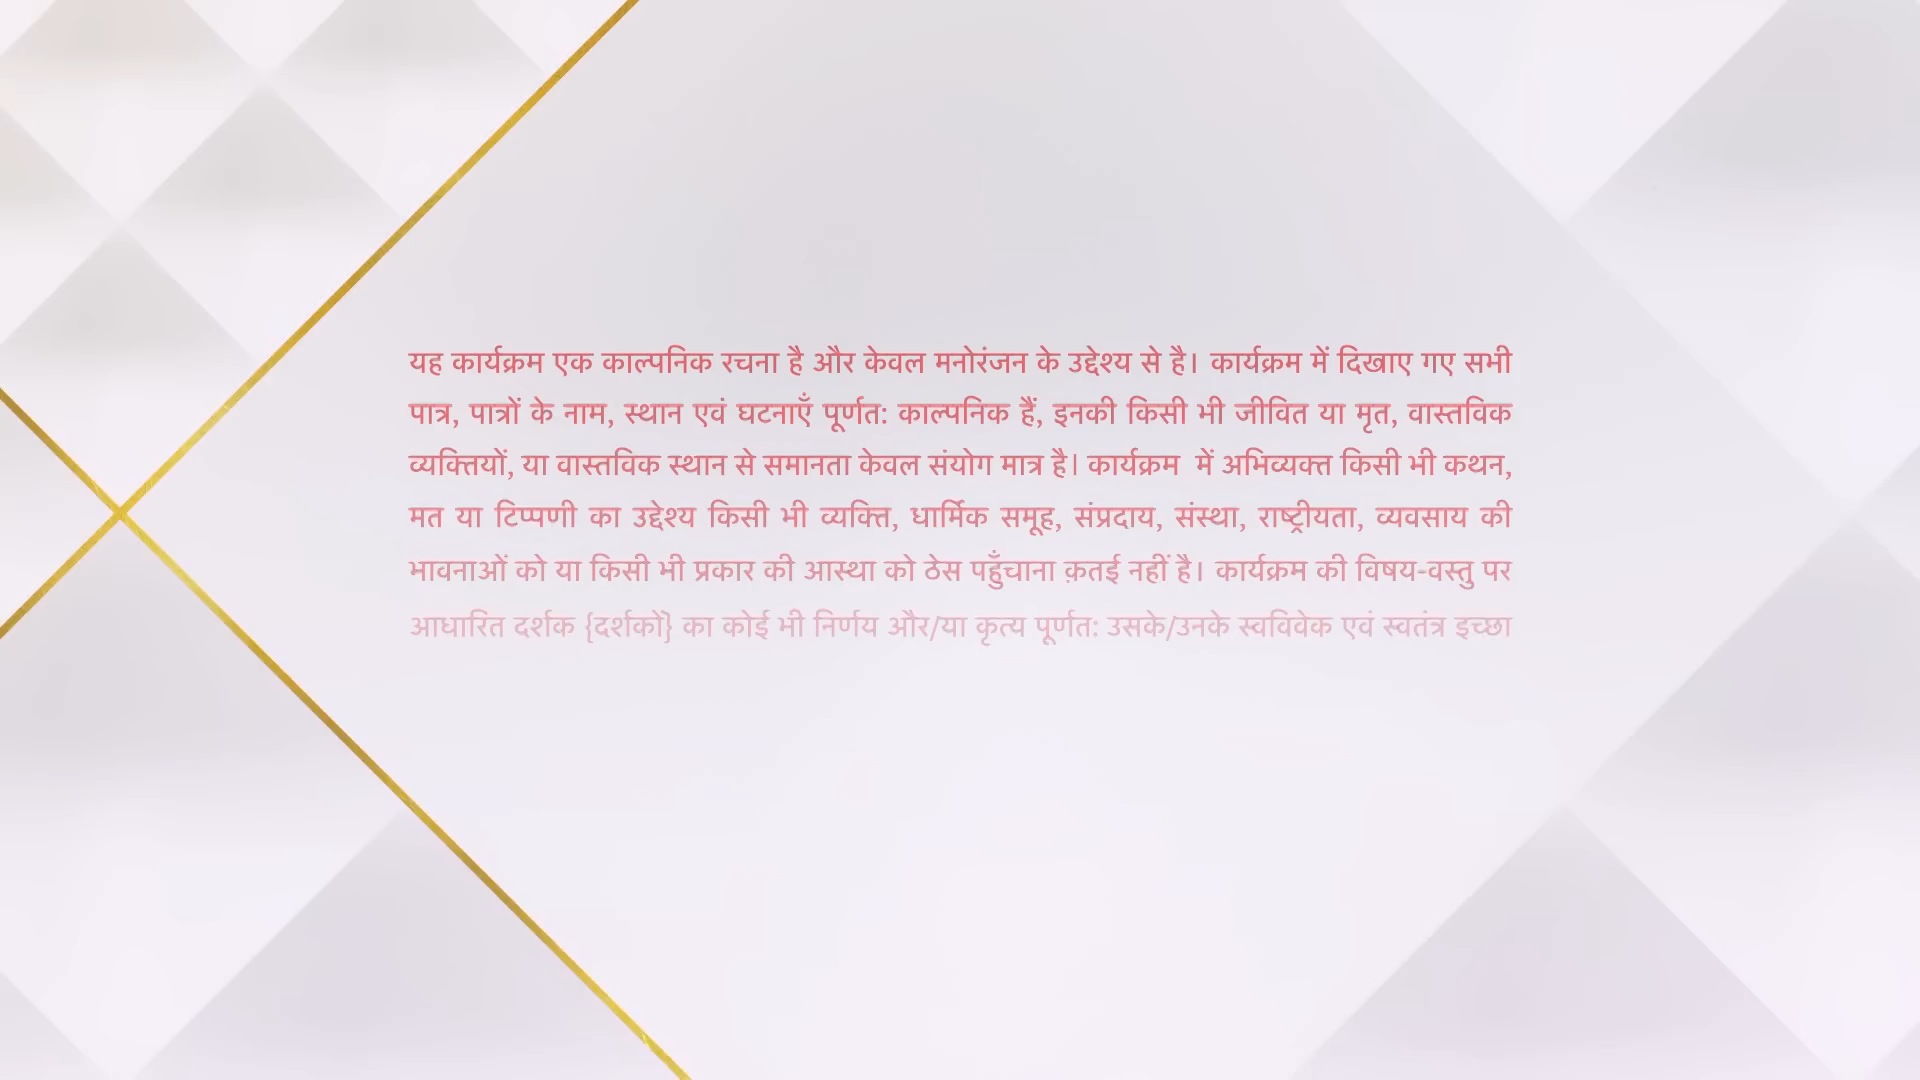 यह कार्यक्रम एक काल्पनिक रचना है और केवल मनोरंजन के उद्देश्य से है। कार्यक्रम में दिखाए गए सभी
पात्र, पात्रों के नाम, स्थान एवं घटनाएँ पूर्णत: काल्पनिक हैं, इनकी किसी भी जीवित या मृत, वास्तविक
व्यक्तियों, या वास्तविक स्थान से समानता केवल संयोग मात्र है। कार्यक्रम में अभिव्यक्त किसी भी कथन,
मत या टिप्पणी का उद्देश्य किसी भी व्यक्ति, धार्मिक समूह, संप्रदाय, संस्था, राष्ट्रीयता, व्यवसाय की
भावनाओं को या किसी भी प्रकार की आस्था को ठेस पहुँचाना क़तई नहीं है। कार्यक्रम की विषय-वस्तु पर
आधारित दर्शक {दर्शकों} का कोई भी निर्णय और/या कृत्य पूर्णत: उसके/उनके स्वविवेक एवं स्वतंत्र इच्छा